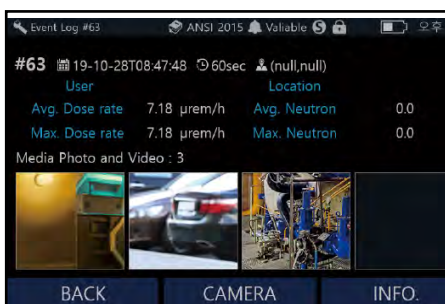 Event Log #63 ANSI 2015 Valiable S 오후
#63 19-10-28T08:47:48 60sec (null,null)
User Location
Avg. Dose rate 7.18 μrem/h Avg. Neutron 0.0
Max. Dose rate 7.18 μrem/h Max. Neutron 0.0
Media Photo and Video : 3
BACK CAMERA INFO.